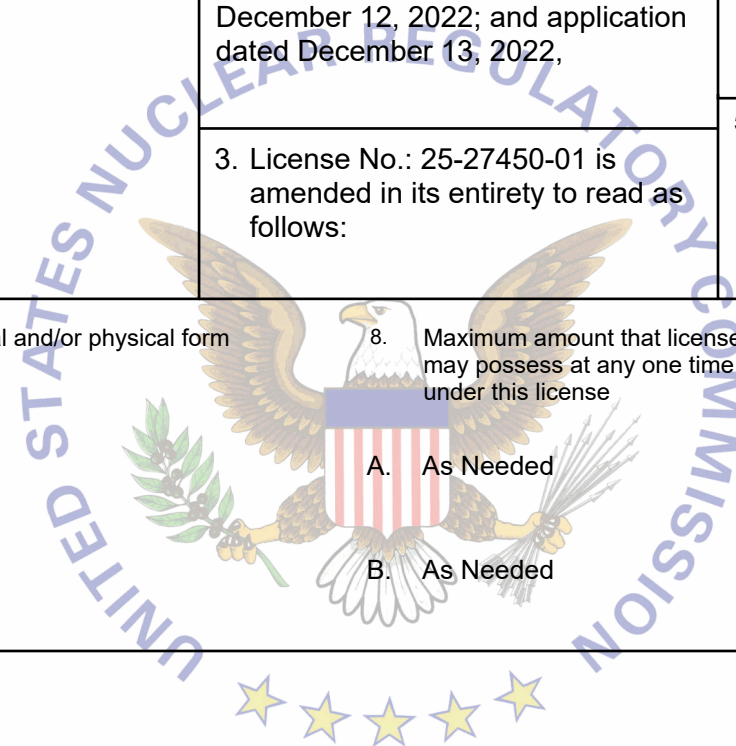 December 12, 2022; and application
dated December 13, 2022,
3. License No.: 25-27450-01 is
amended in its entirety to read as
follows:
and/or physical form
8. Maximum amount that license
may possess at any one time
under this license
A. As Needed
B. As Needed
UNITED STATES NUCLEAR REGULATORY COMMISSION